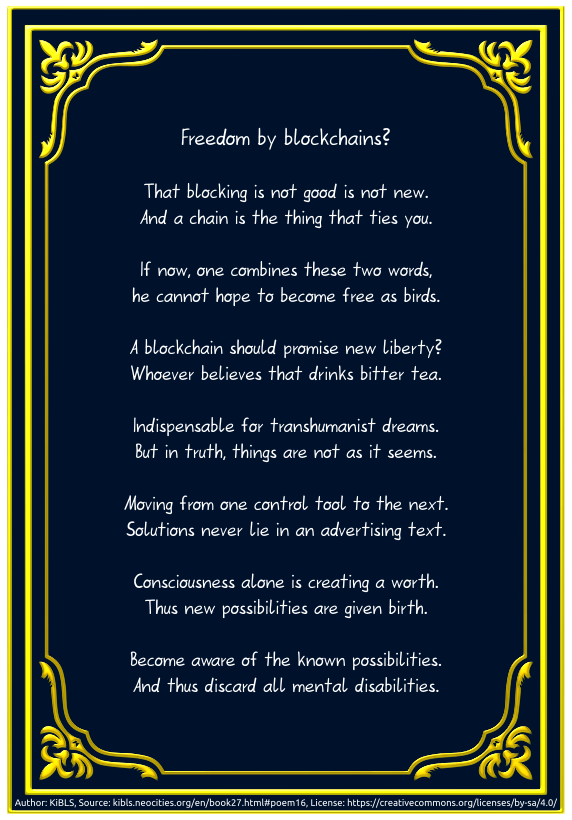 Freedom by blockchains?
That blocking is not good is not new.
And a chain is the thing that ties you.
If now, one combines these two words,
he cannot hope to become free as birds.
A blockchain should promise new liberty?
Whoever believes that drinks bitter tea.
Indispensable for transhumanist dreams.
But in truth, things are not as it seems.
Moving from one control tool to the next.
Solutions never lie in an advertising text.
Consciousness alone is creating a worth.
Thus new possibilities are given birth.
Become aware of the known possibilities.
And thus discard all mental disabilities.
Author: KiBLS, Source: kibls.neocities.org/en/book27.html#poem16, License: https://creativecommons.org/licenses/by-sa/4.0/